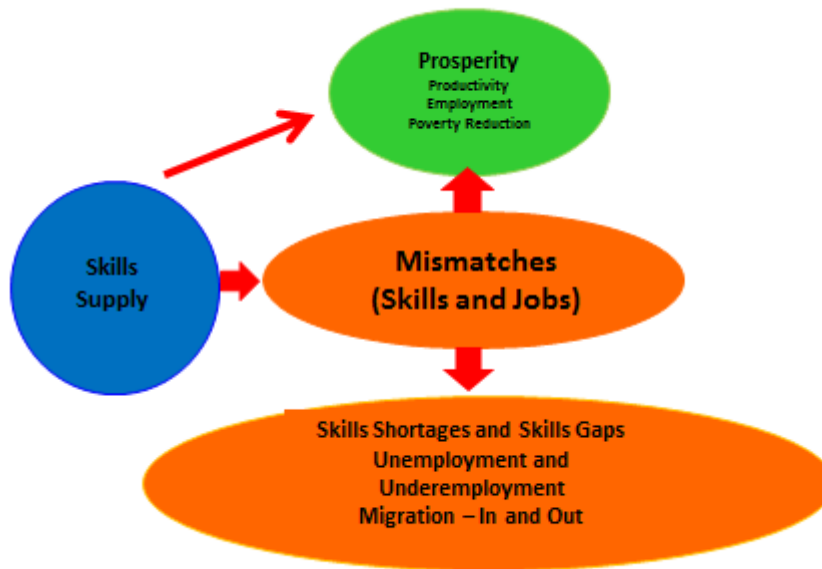 Prosperity
Productivity
Employment
Poverty Reduction
Skills
Supply
Mismatches
(Skills and Jobs)
Skills Shortages and Skills Gaps
Unemployment and
Underemployment
Migration – In and Out